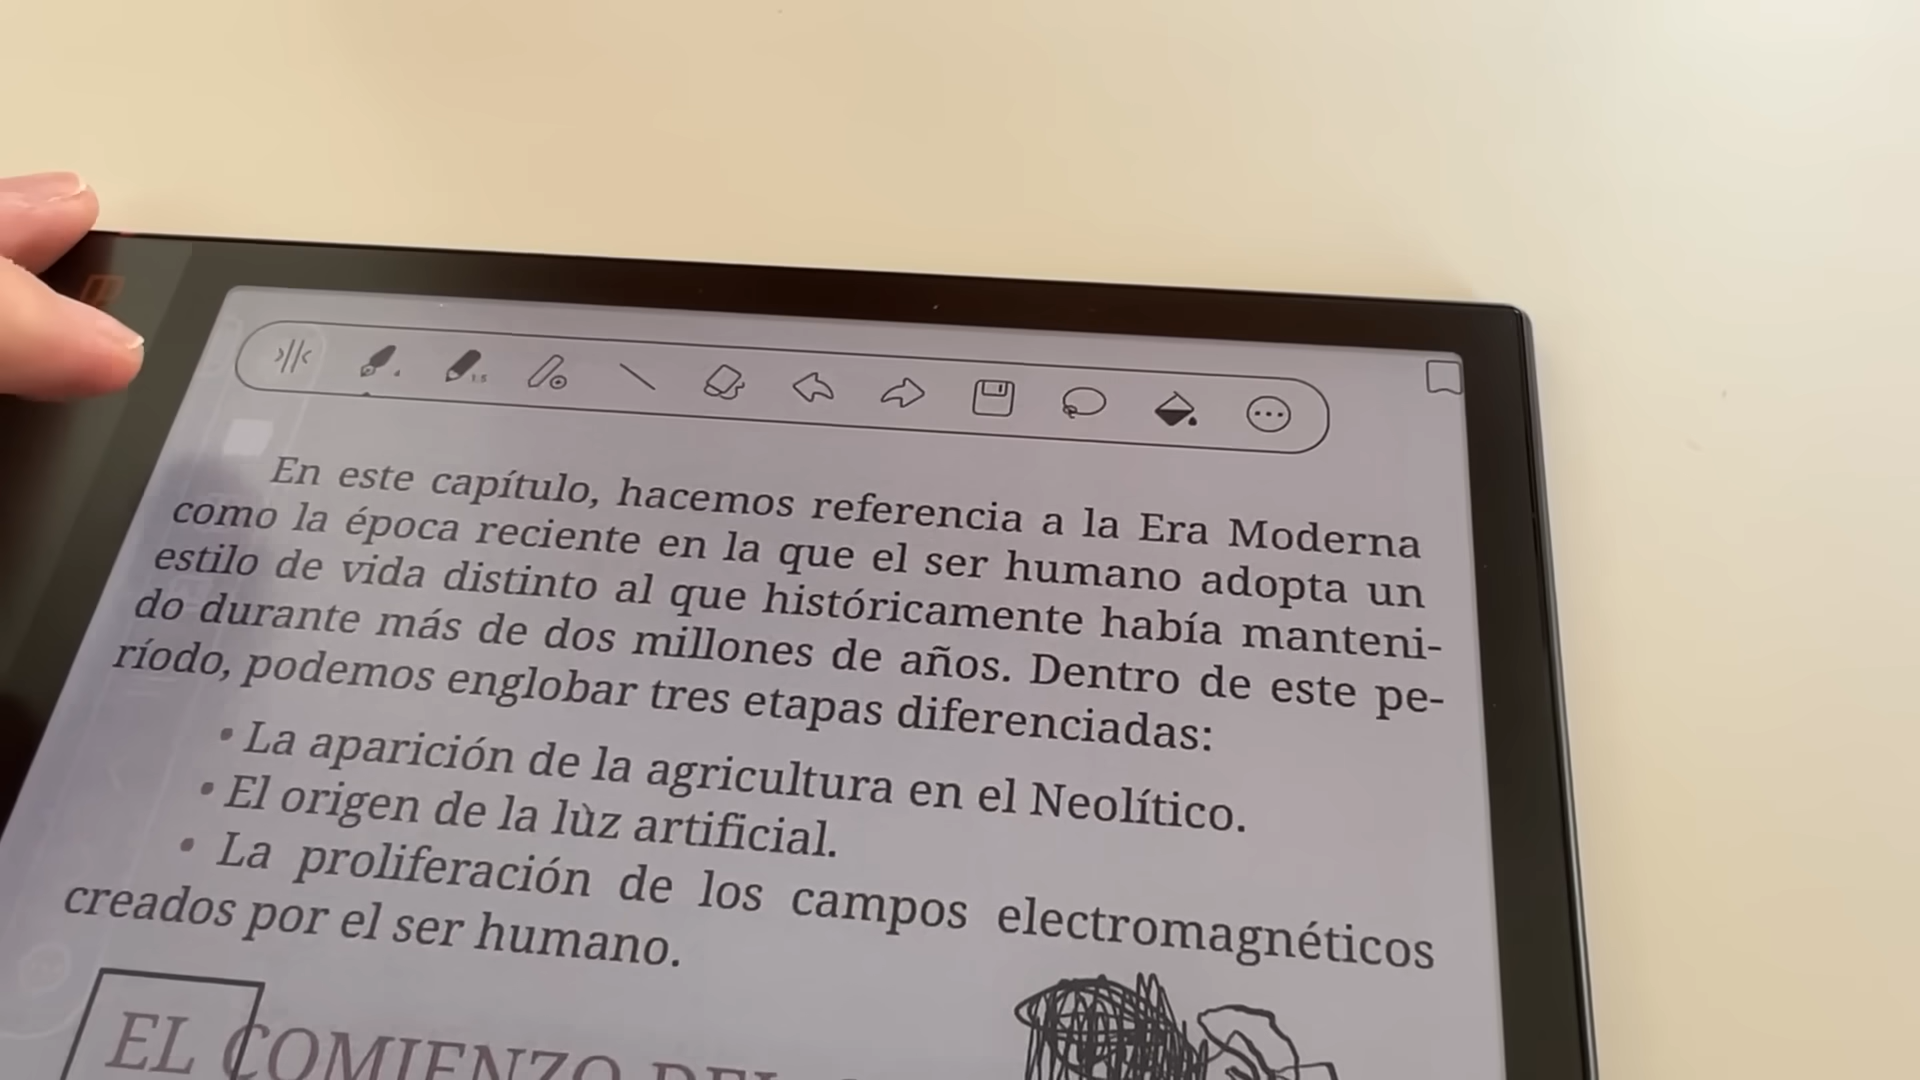 En este capítulo, hacemos referencia a la Era Moderna
como la época reciente en la que el ser humano adopta un
estilo de vida distinto al que históricamente había manteni-
do durante más de dos millones de años. Dentro de este pe-
ríodo, podemos englobar tres etapas diferenciadas:
• La aparición de la agricultura en el Neolítico.
• El origen de la lùz artificial.
• La proliferación de los campos electromagnéticos
creados por el ser humano.
EL COMIENZO DEL